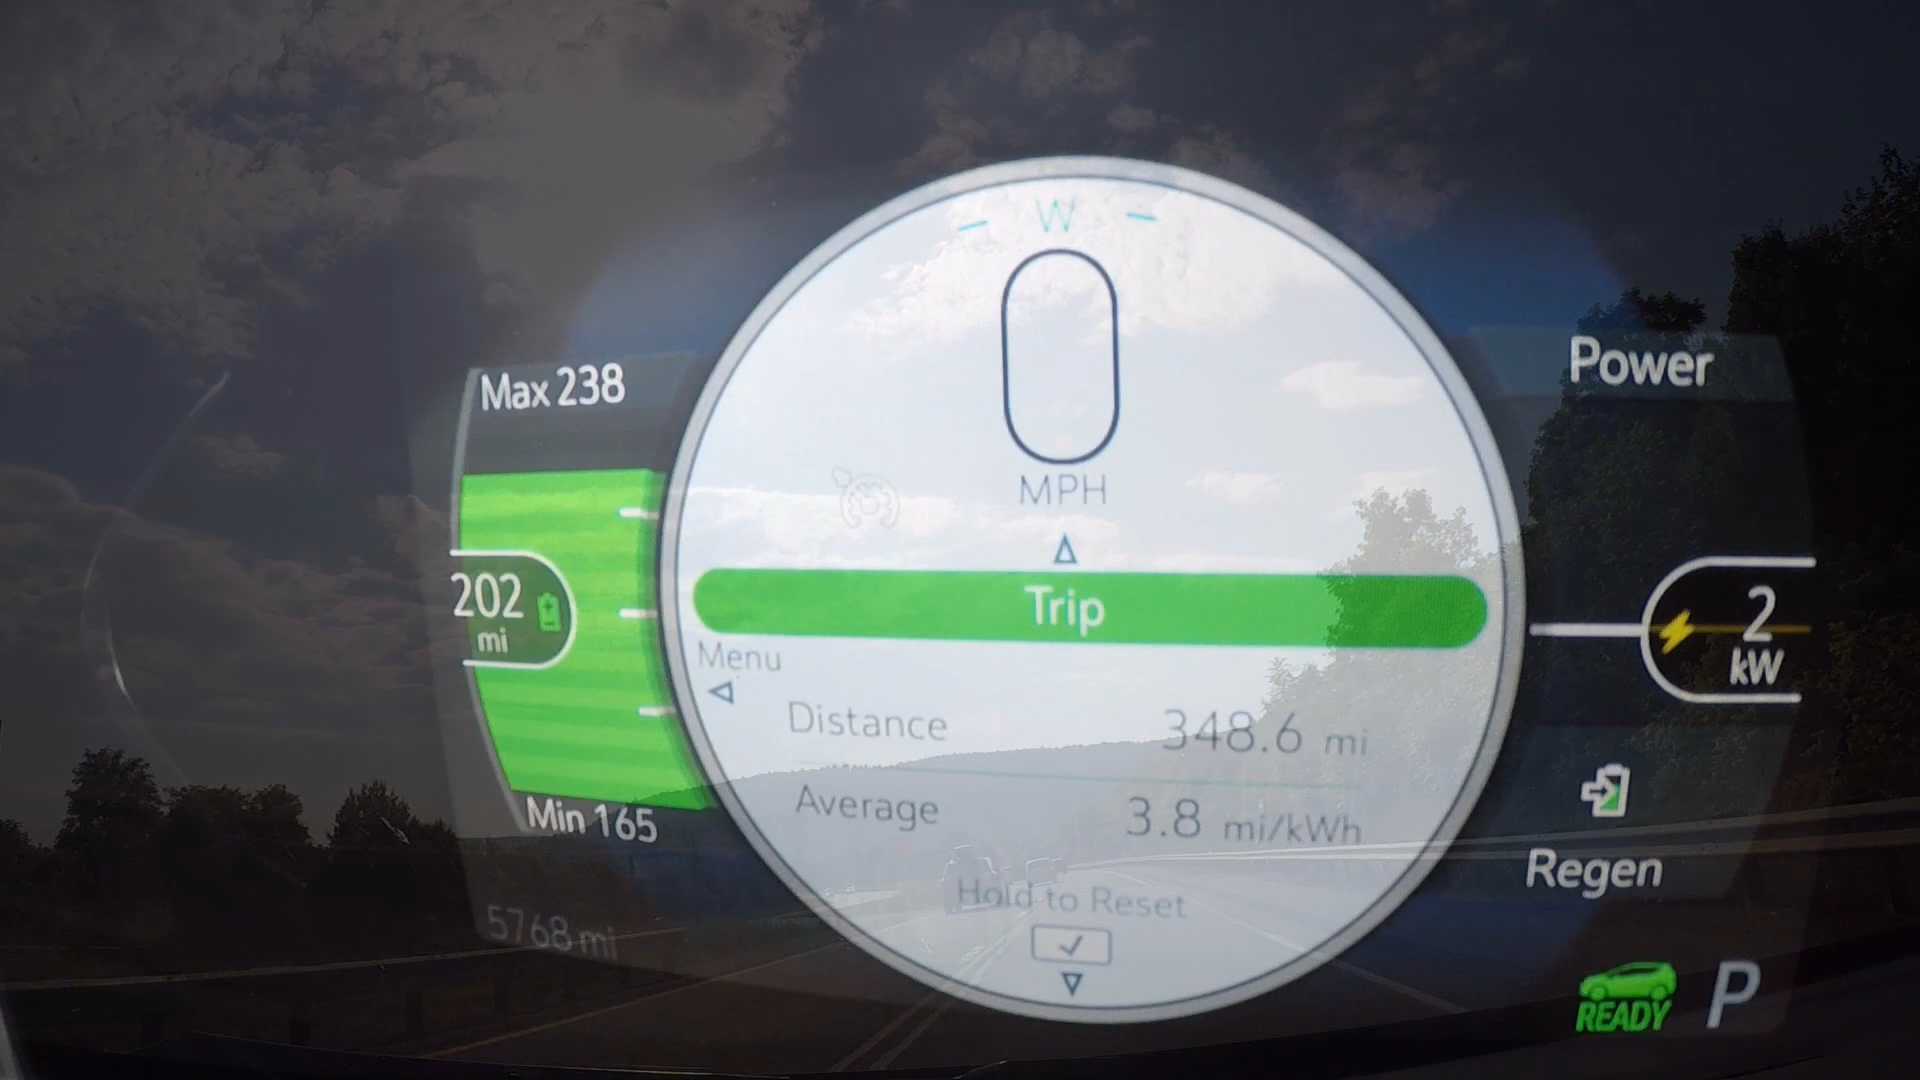 W
0
MPH
Max 238
Power
Trip
202
mi
2
kW
Menu
Distance 348.6 mi
Average 3.8 mi/kWh
Min 165
Regen
Hold to Reset
5768 mi
READY
P